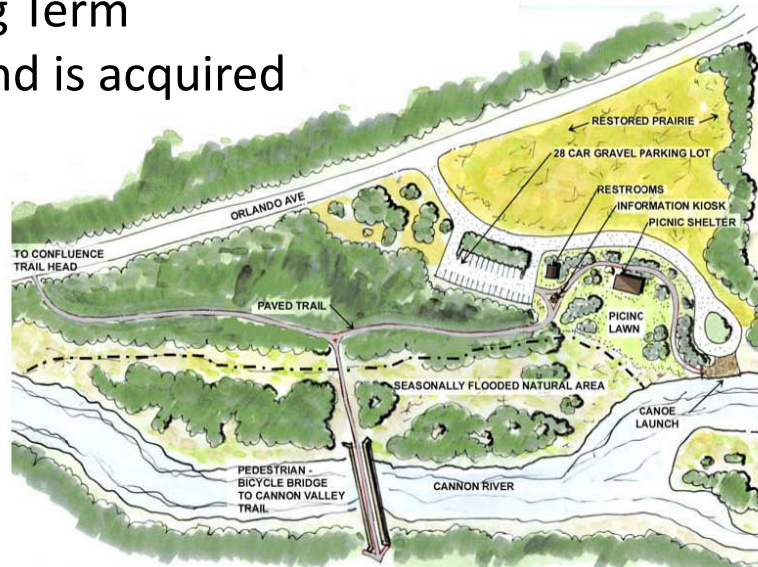 Term
is acquired
RESTORED PRAIRIE
28 CAR GRAVEL PARKING LOT
RESTROOMS
INFORMATION KIOSK
PICNIC SHELTER
ORLANDO AVE
TO CONFLUENCE
TRAIL HEAD
PAVED TRAIL
PICINC
LAWN
SEASONALLY FLOODED NATURAL AREA
CANOE
LAUNCH
PEDESTRIAN -
BICYCLE BRIDGE
TO CANNON VALLEY
TRAIL
CANNON RIVER